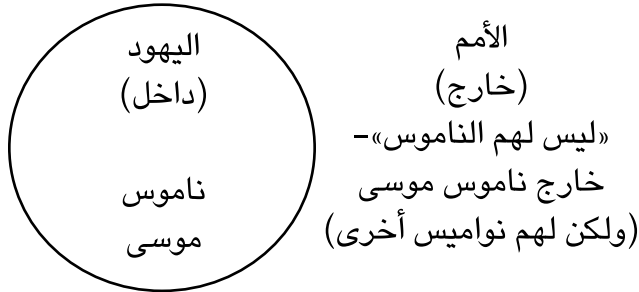 اليهود
(داخل)
ناموس
موسى
الأمم
(خارج)
«ليس لهم الناموس»–
خارج ناموس موسى
(ولكن لهم نواميس أخرى)